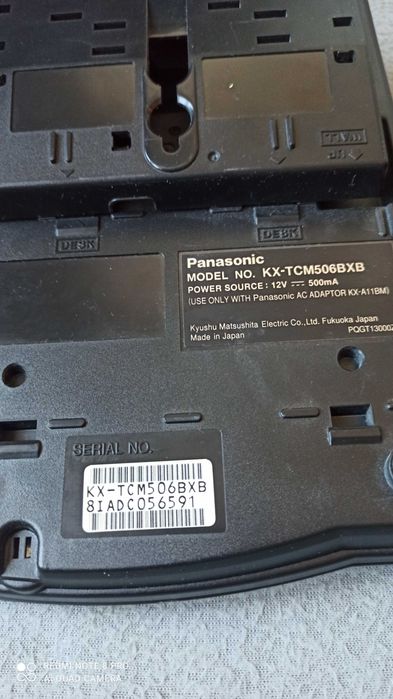 WALL
UP
DESK
DESK
Panasonic
MODEL NO. KX-TCM506BXB
POWER SOURCE : 12V ⎓ 500mA
(USE ONLY WITH Panasonic AC ADAPTOR KX-A11BM)
Kyushu Matsushita Electric Co.,Ltd. Fukuoka Japan
Made in Japan PQGT13000Z
SERIAL NO.
KX-TCM506BXB
8IADC056591
REDMI NOTE 8 PRO
AI QUAD CAMERA